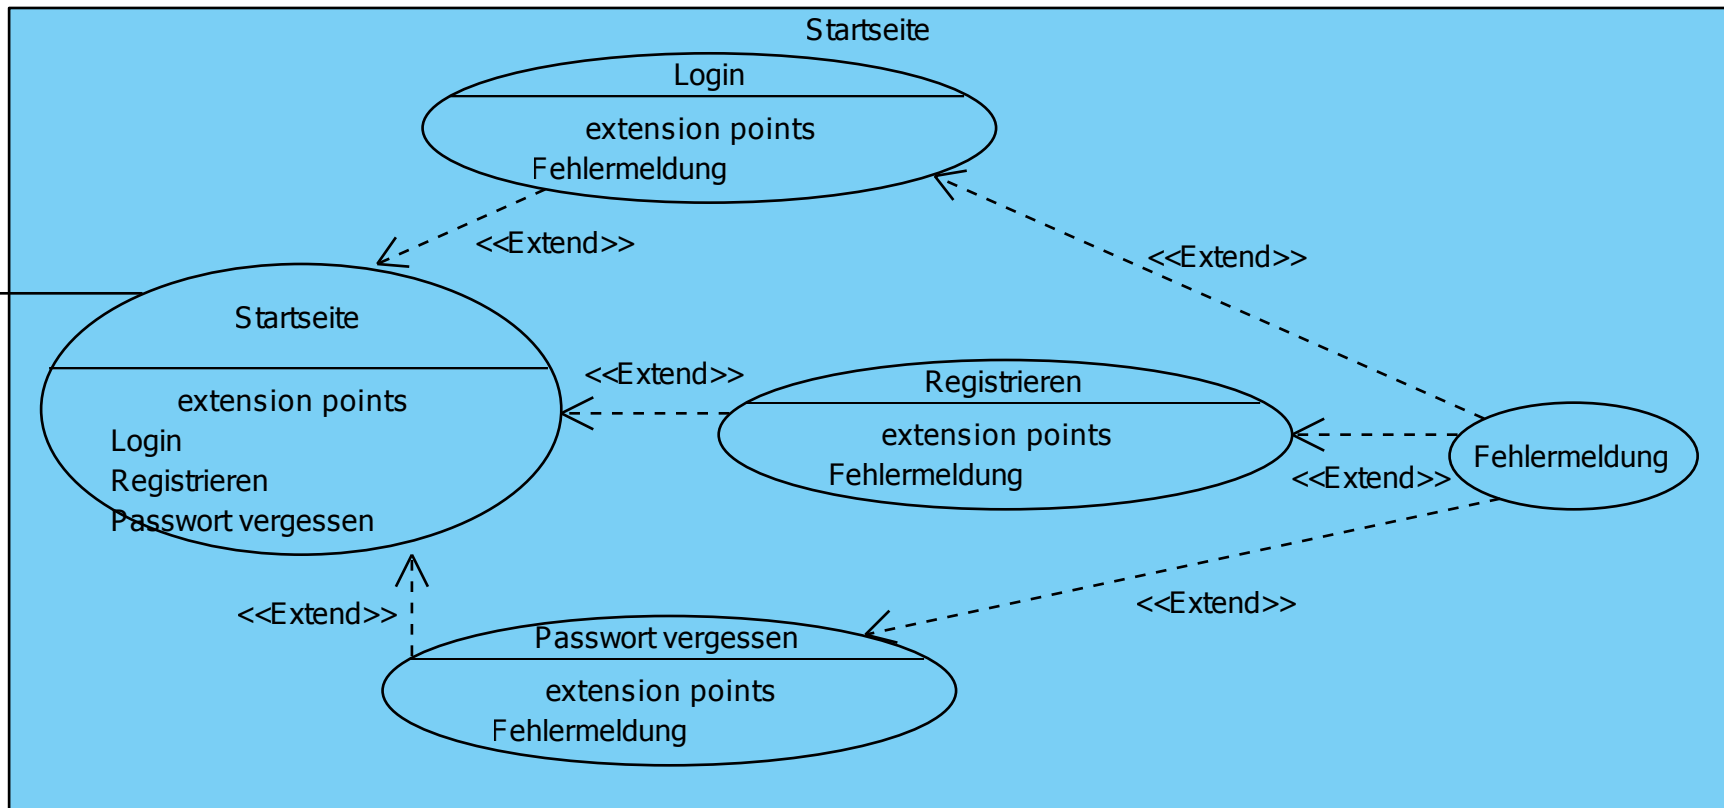 Startseite
Login
extension points
Fehlermeldung
<<Extend>>
<<Extend>>
Startseite
extension points
Login
Registrieren
Passwort vergessen
<<Extend>>
Registrieren
extension points
Fehlermeldung
<<Extend>>
Fehlermeldung
<<Extend>>
<<Extend>>
Passwort vergessen
extension points
Fehlermeldung